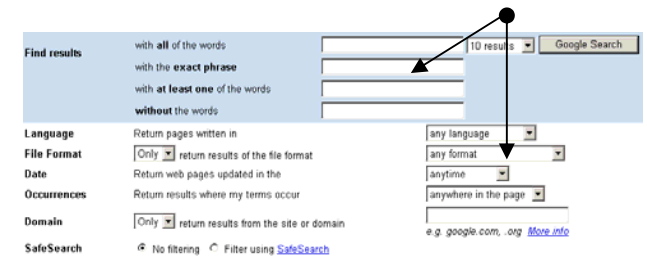 Find results with all of the words 10 results Google Search
with the exact phrase
with at least one of the words
without the words
Language Return pages written in any language
File Format Only return results of the file format any format
Date Return web pages updated in the anytime
Occurrences Return results where my terms occur anywhere in the page
Domain Only return results from the site or domain
e.g. google.com, .org More info
SafeSearch No filtering Filter using SafeSearch